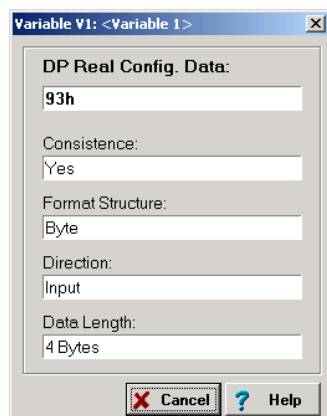 Variable V1: <Variable 1>
DP Real Config. Data:
93h
Consistence:
Yes
Format Structure:
Byte
Direction:
Input
Data Length:
4 Bytes
Cancel
? Help